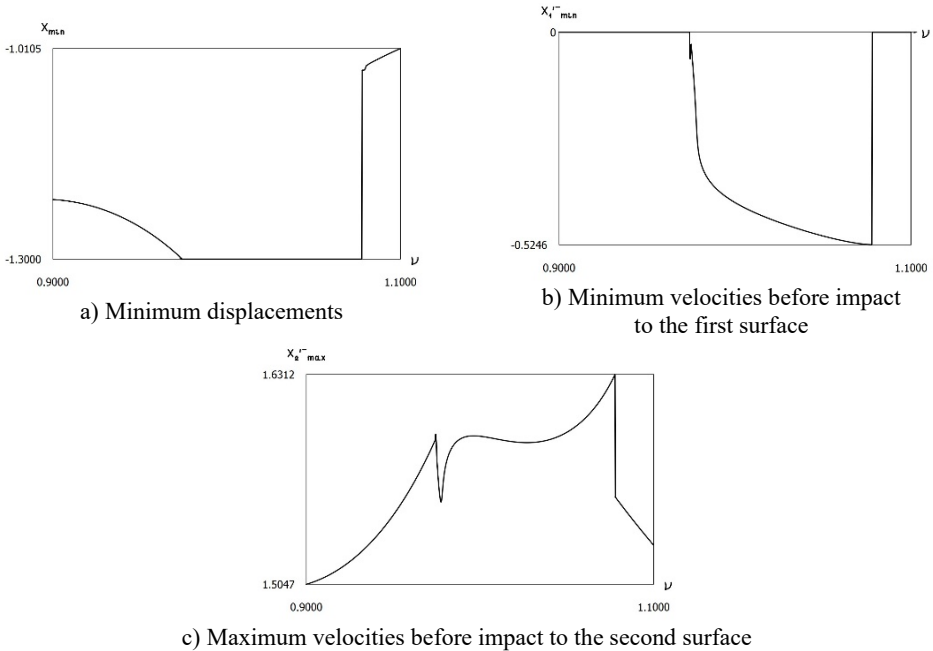 Xmin
-1.0105
-1.3000
ν
0.9000
1.1000
a) Minimum displacements
X₁'⁻min
0
ν
-0.5246
0.9000
1.1000
b) Minimum velocities before impact
to the first surface
X₂'⁻max
1.6312
1.5047
ν
0.9000
1.1000
c) Maximum velocities before impact to the second surface